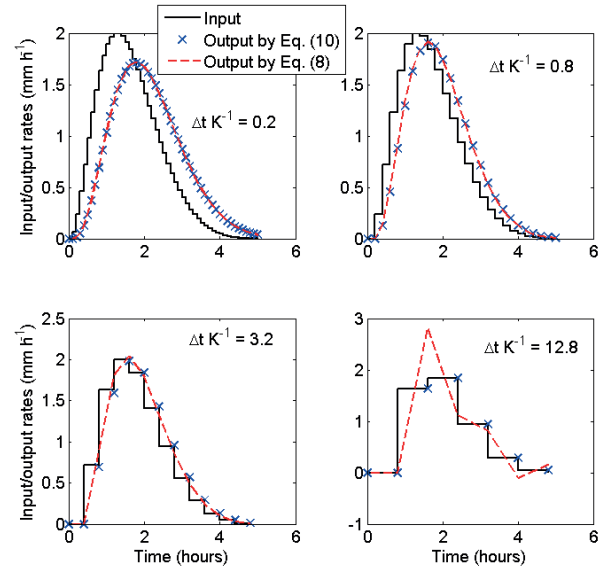 Input
Output by Eq. (10)
Output by Eq. (8)
Input/output rates (mm h⁻¹)
2
1.5
1
0.5
0
0 2 4 6
Δt K⁻¹ = 0.2
2
1.5
1
0.5
0
0 2 4 6
Δt K⁻¹ = 0.8
Input/output rates (mm h⁻¹)
2.5
2
1.5
1
0.5
0
0 2 4 6
Time (hours)
Δt K⁻¹ = 3.2
3
2
1
0
-1
0 2 4 6
Time (hours)
Δt K⁻¹ = 12.8